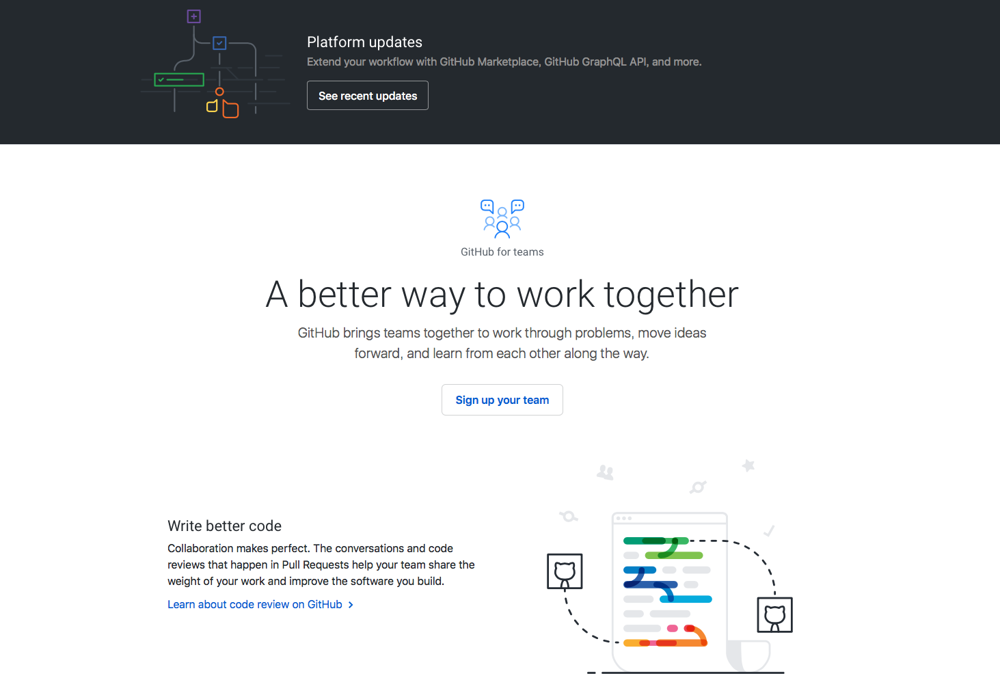 Platform updates
Extend your workflow with GitHub Marketplace, GitHub GraphQL API, and more.
See recent updates
GitHub for teams
A better way to work together
GitHub brings teams together to work through problems, move ideas
forward, and learn from each other along the way.
Sign up your team
Write better code
Collaboration makes perfect. The conversations and code
reviews that happen in Pull Requests help your team share the
weight of your work and improve the software you build.
Learn about code review on GitHub